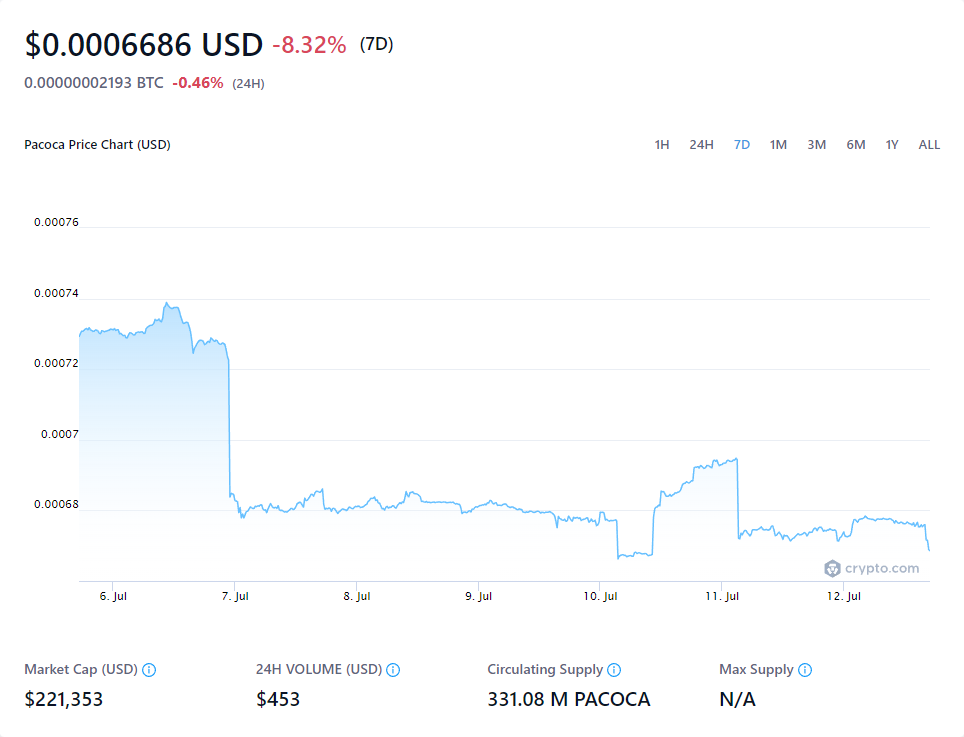 $0.0006686 USD -8.32% (7D)
0.00000002193 BTC -0.46% (24H)
Pacoca Price Chart (USD) 1H 24H 7D 1M 3M 6M 1Y ALL
0.00076
0.00074
0.00072
0.0007
0.00068
crypto.com
6. Jul 7. Jul 8. Jul 9. Jul 10. Jul 11. Jul 12. Jul
Market Cap (USD) 24H VOLUME (USD) Circulating Supply Max Supply
$221,353 $453 331.08 M PACOCA N/A